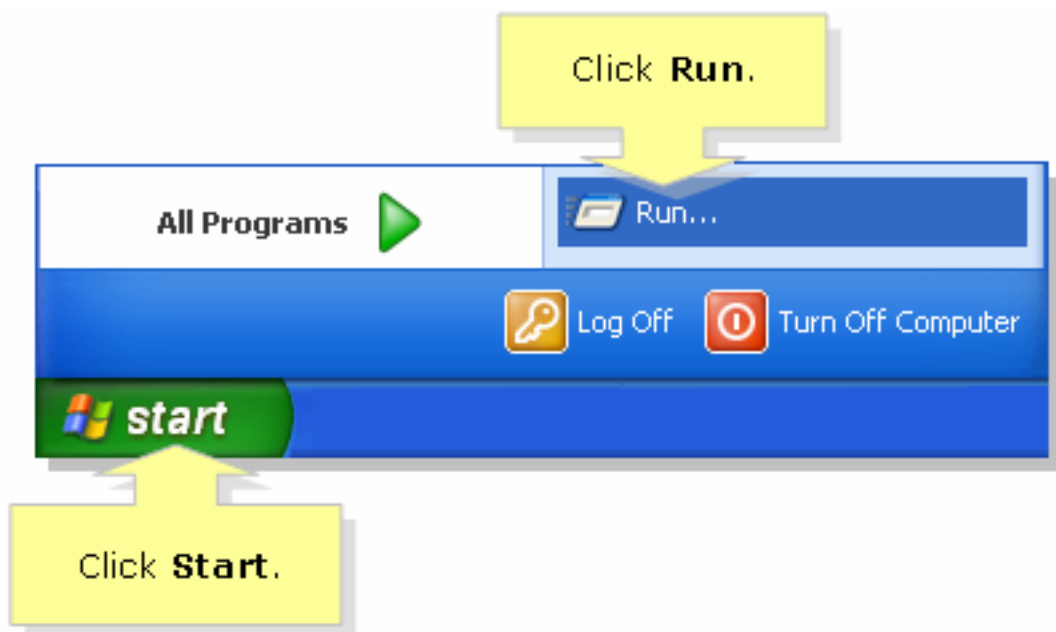 Click Run.
All Programs
Run...
Log Off
Turn Off Computer
start
Click Start.